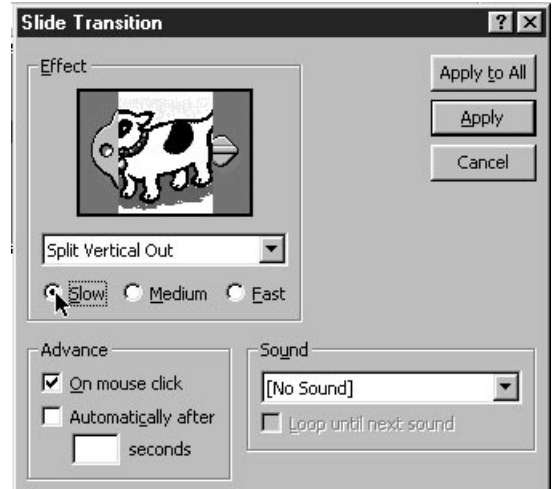 Slide Transition
Effect
Apply to All
Apply
Cancel
Split Vertical Out
Slow Medium Fast
Advance
On mouse click
Automatically after
seconds
Sound
[No Sound]
Loop until next sound